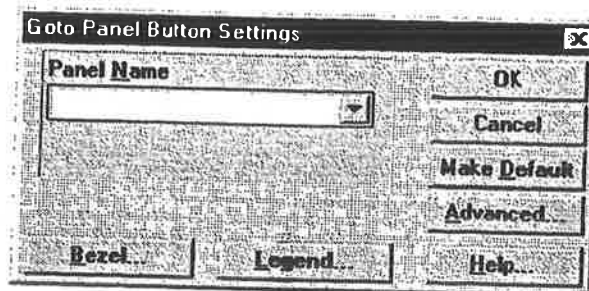 Goto Panel Button Settings
Panel Name
OK
Cancel
Make Default
Advanced...
Bezel...
Legend...
Help...